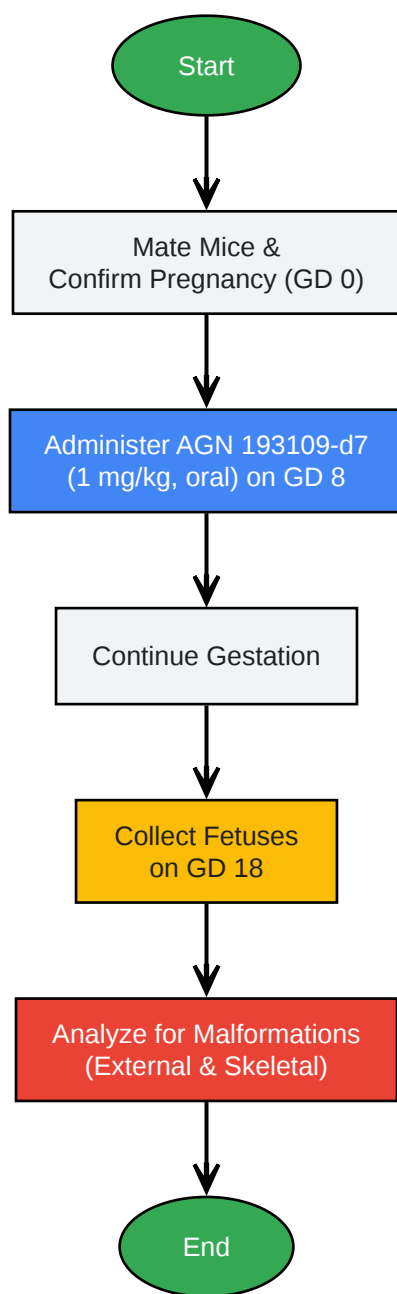 Start
Mate Mice &
Confirm Pregnancy (GD 0)
Administer AGN 193109-d7
(1 mg/kg, oral) on GD 8
Continue Gestation
Collect Fetuses
on GD 18
Analyze for Malformations
(External & Skeletal)
End